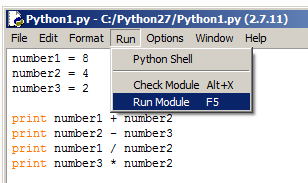 Python1.py - C:/Python27/Python1.py (2.7.11)
File Edit Format Run Options Window Help
number1 = 8
number2 = 4
number3 = 2
Python Shell
Check Module Alt+X
Run Module F5
print number1 + number2
print number2 - number3
print number1 / number2
print number3 * number2